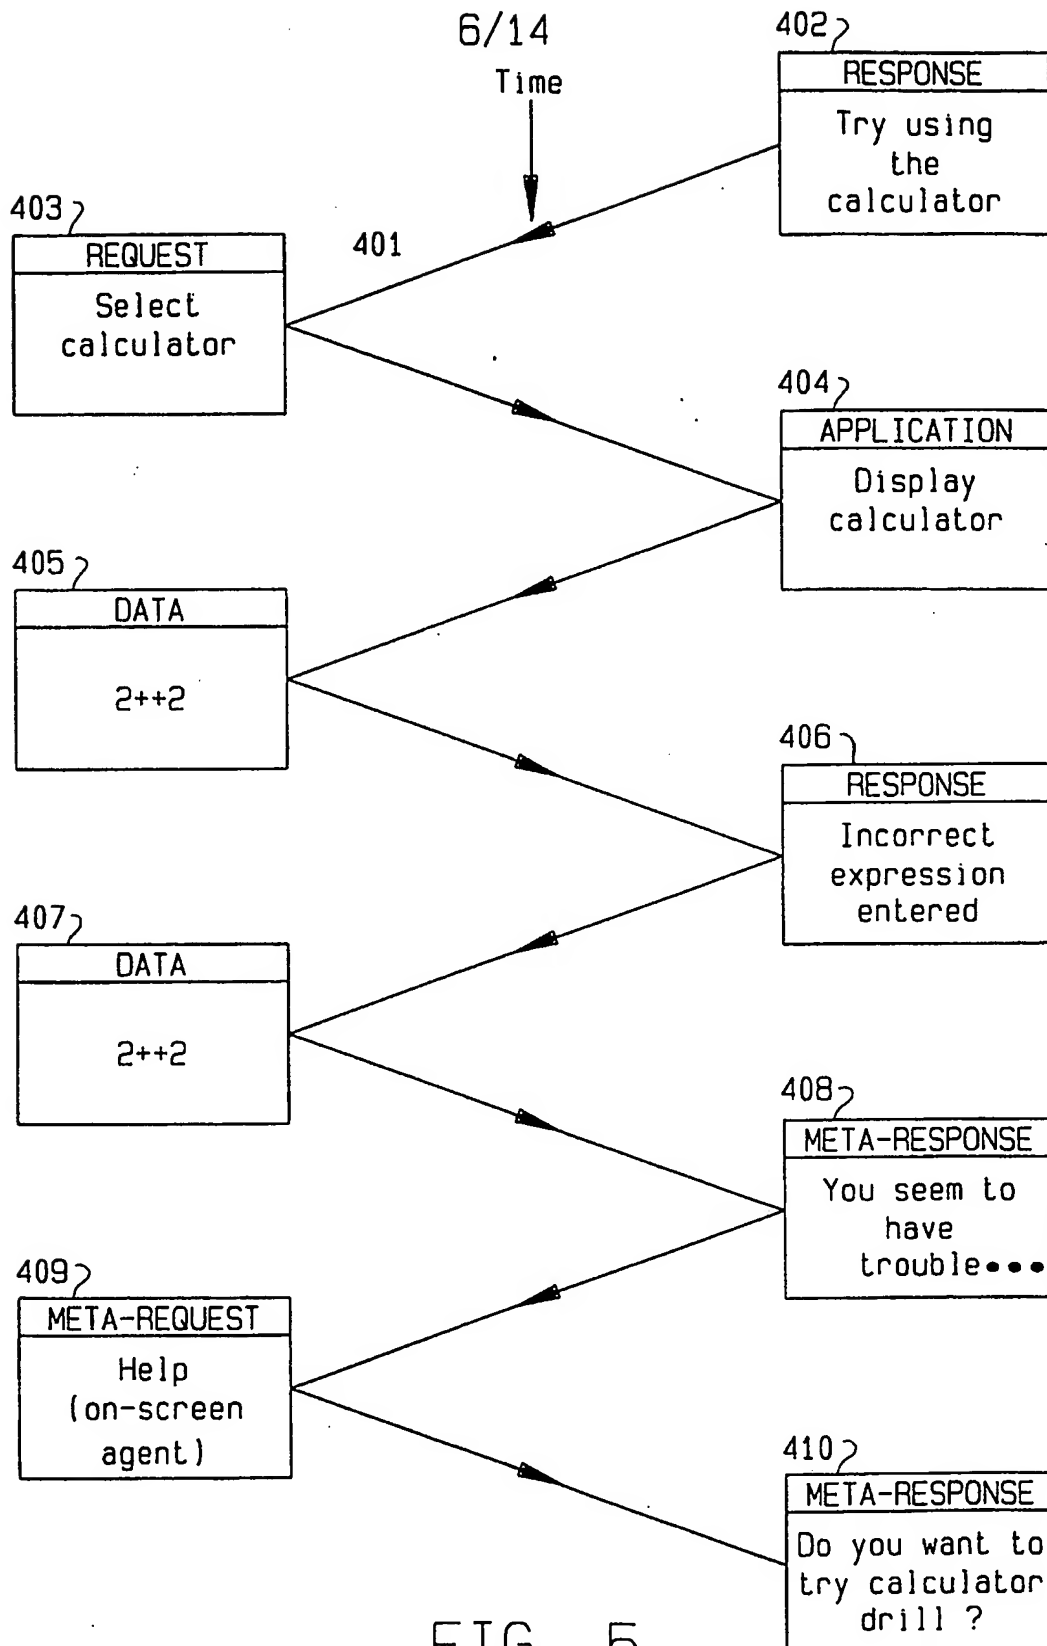 6/14
Time
402
RESPONSE
Try using
the
calculator
403
REQUEST
Select
calculator
401
404
APPLICATION
Display
calculator
405
DATA
2++2
406
RESPONSE
Incorrect
expression
entered
407
DATA
2++2
408
META-RESPONSE
You seem to
have
trouble•••
409
META-REQUEST
Help
(on-screen
agent)
410
META-RESPONSE
Do you want to
try calculator
drill ?
FIG. 5